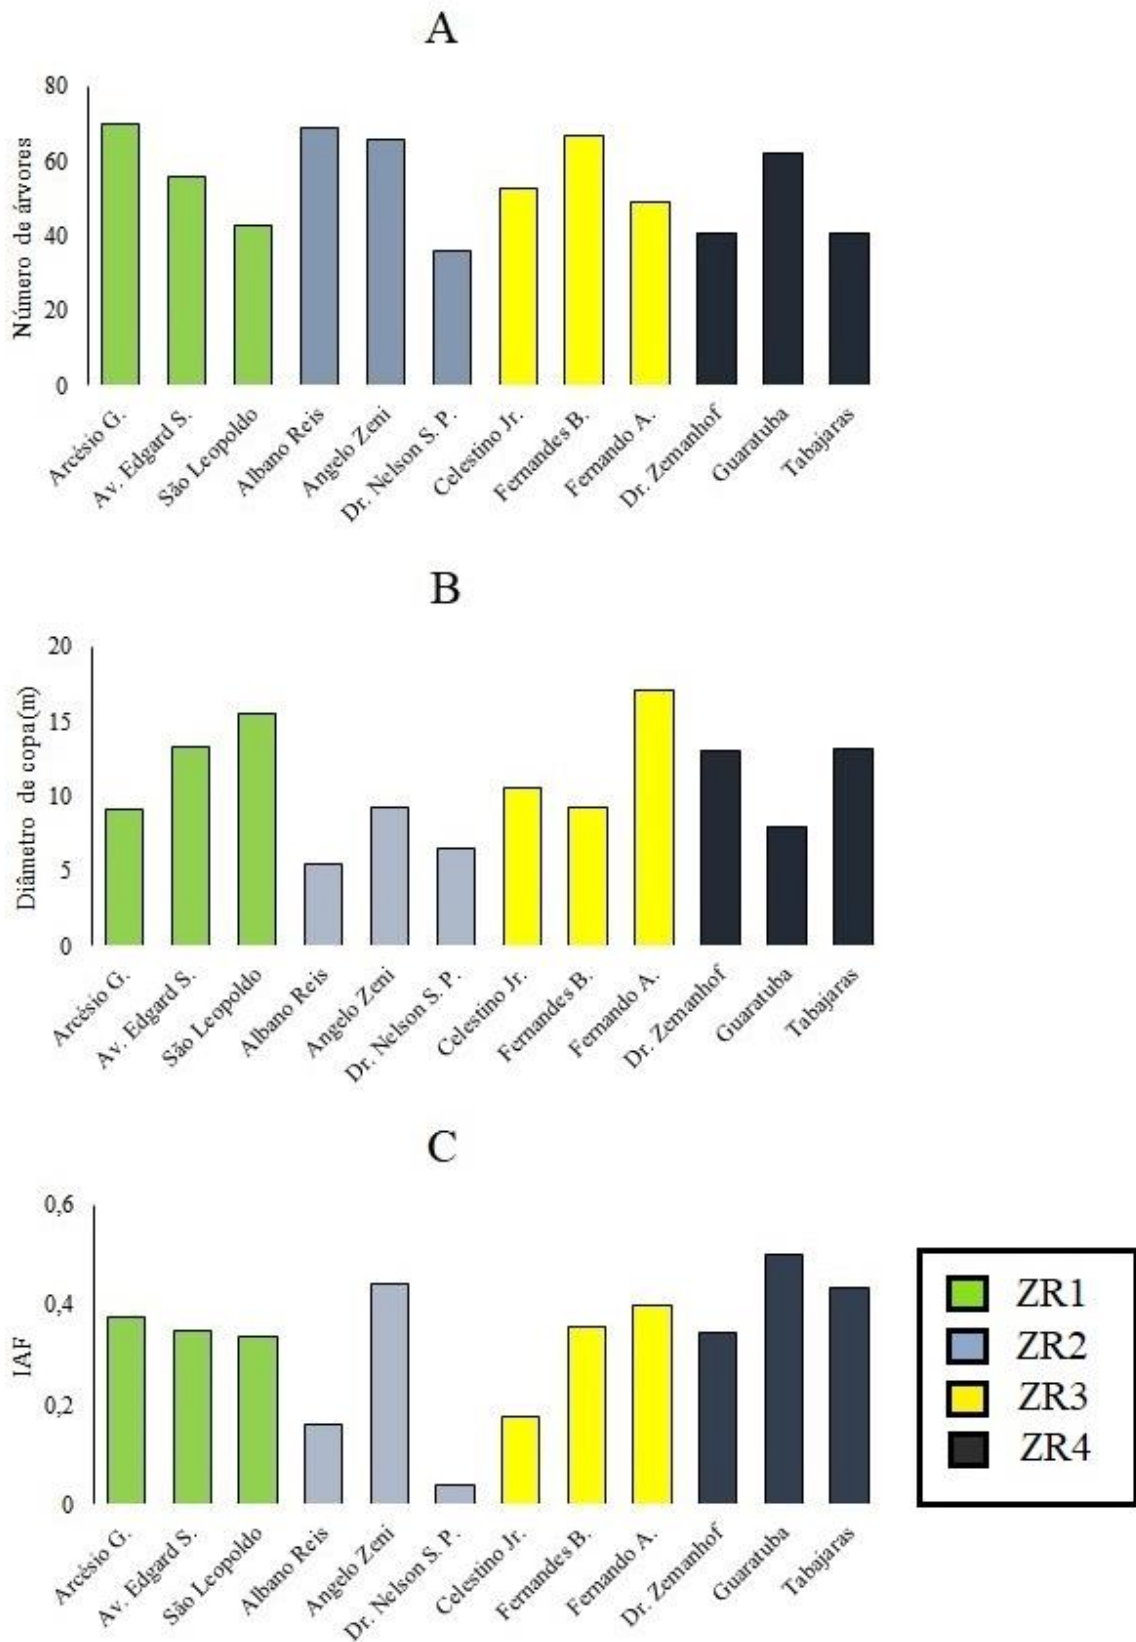 A
Número de árvores
80
60
40
20
0
Arcésio G.
Av. Edgard S.
São Leopoldo
Albano Reis
Angelo Zeni
Dr. Nelson S. P.
Celestino Jr.
Fernandes B.
Fernando A.
Dr. Zemanhof
Guaratuba
Tabajaras
B
Diâmetro de copa(m)
20
15
10
5
0
Arcésio G.
Av. Edgard S.
São Leopoldo
Albano Reis
Angelo Zeni
Dr. Nelson S. P.
Celestino Jr.
Fernandes B.
Fernando A.
Dr. Zemanhof
Guaratuba
Tabajaras
C
IAF
0,6
0,4
0,2
0
Arcésio G.
Av. Edgard S.
São Leopoldo
Albano Reis
Angelo Zeni
Dr. Nelson S. P.
Celestino Jr.
Fernandes B.
Fernando A.
Dr. Zemanhof
Guaratuba
Tabajaras
ZR1
ZR2
ZR3
ZR4